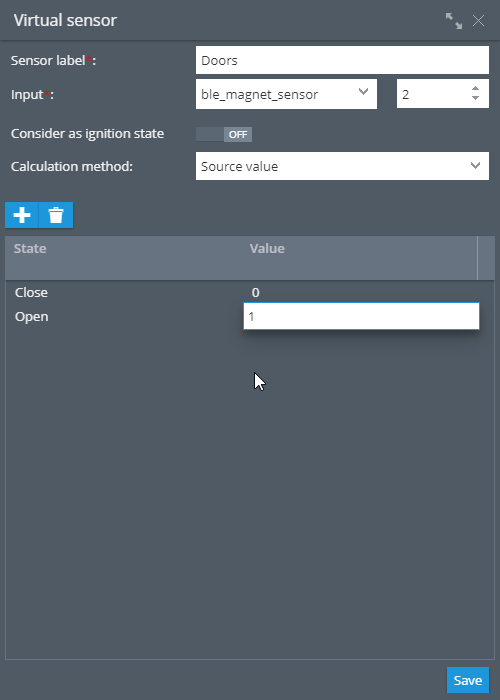 Virtual sensor
Sensor label*: Doors
Input*: ble_magnet_sensor 2
Consider as ignition state OFF
Calculation method: Source value
State Value
Close 0
Open 1
Save